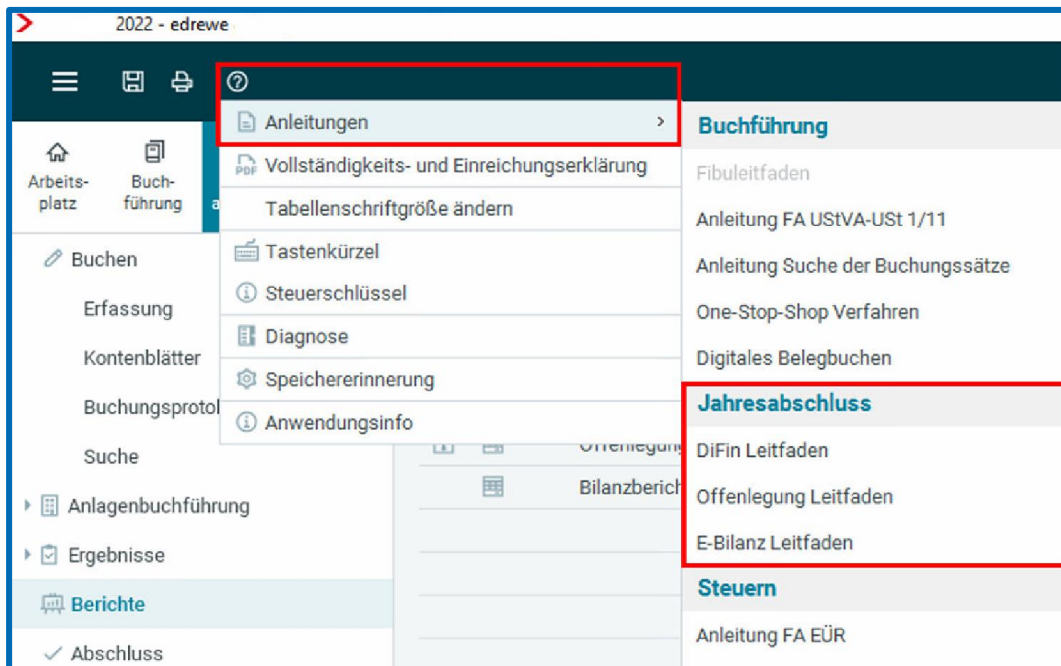 2022 - edrewe
Anleitungen
Vollständigkeits- und Einreichungserklärung
Tabellenschriftgröße ändern
Tastenkürzel
Steuerschlüssel
Diagnose
Speichererinnerung
Anwendungsinfo
Buchführung
Fibuleitfaden
Anleitung FA UStVA-USt 1/11
Anleitung Suche der Buchungssätze
One-Stop-Shop Verfahren
Digitales Belegbuchen
Jahresabschluss
DiFin Leitfaden
Offenlegung Leitfaden
E-Bilanz Leitfaden
Steuern
Anleitung FA EÜR
Arbeits-
platz
Buch-
führung
Buchen
Erfassung
Kontenblätter
Buchungsprotol
Suche
Anlagenbuchführung
Ergebnisse
Berichte
Abschluss
Offenlegung
Bilanzberich